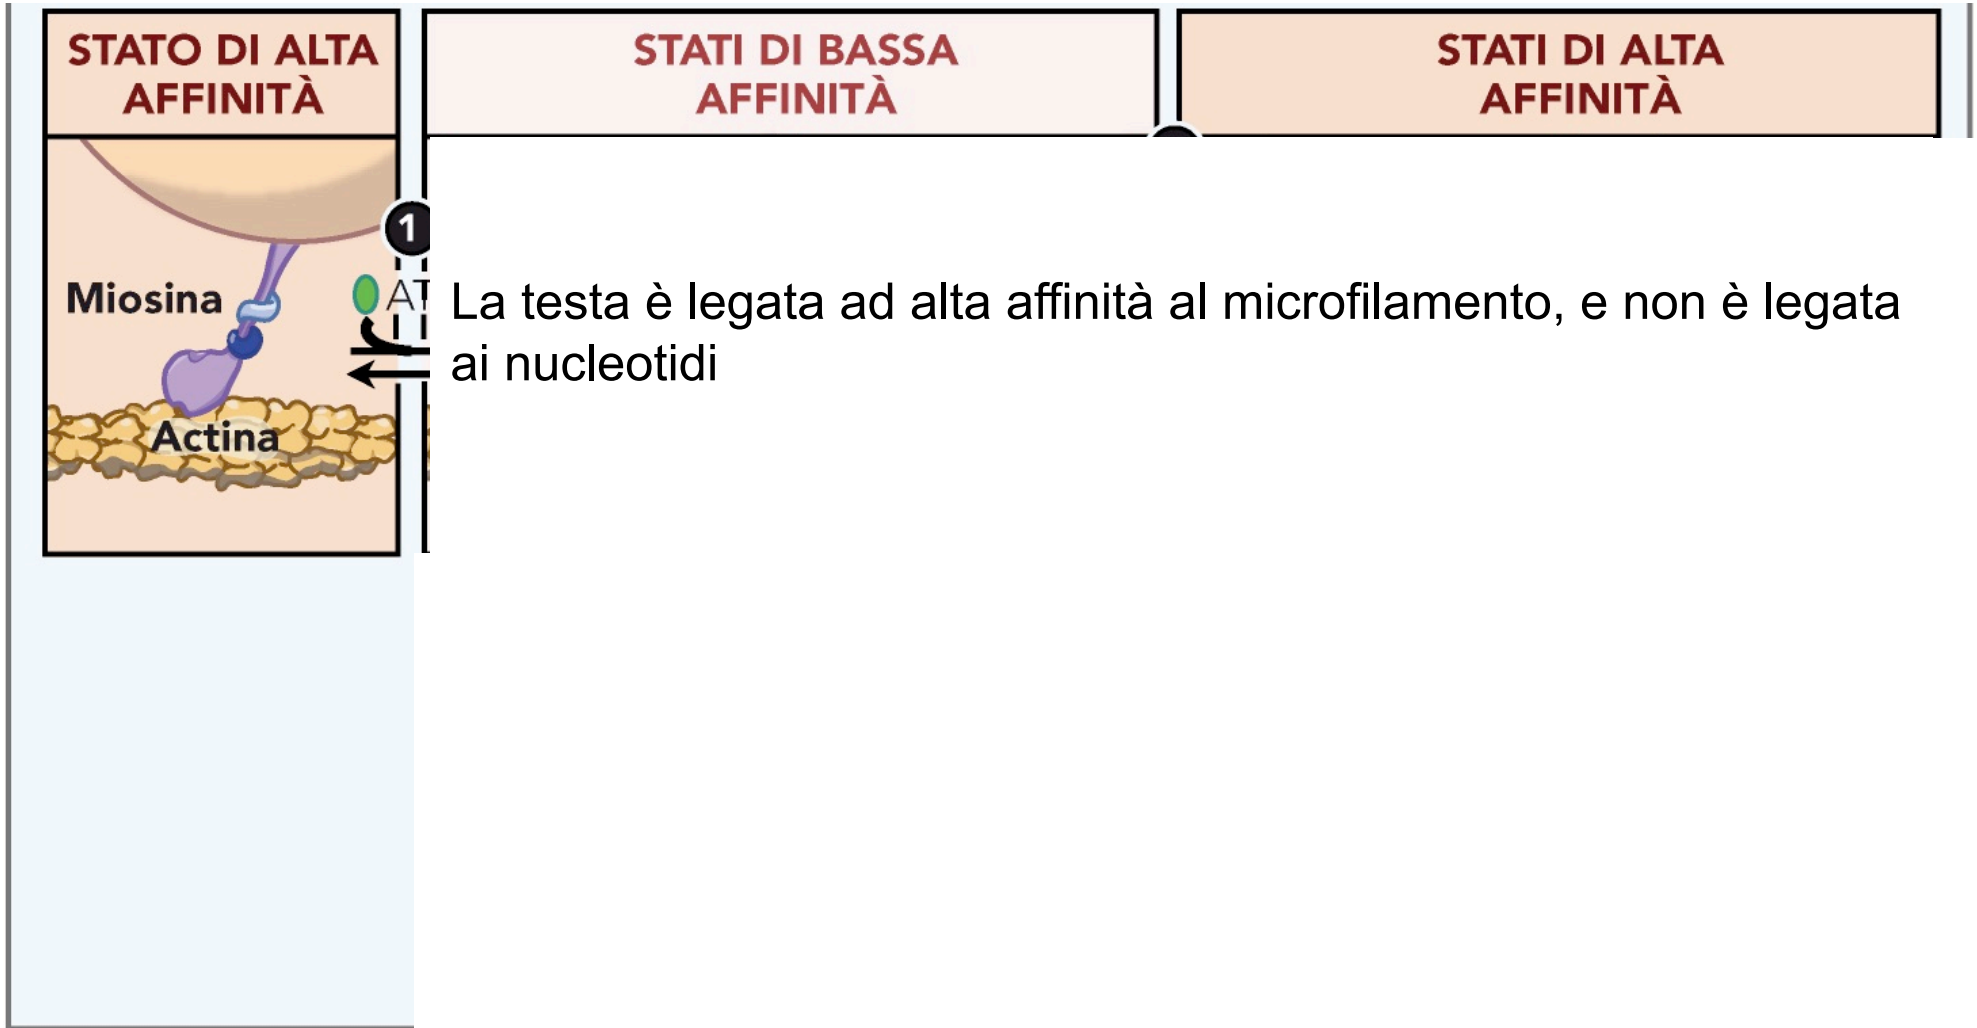 STATO DI ALTA
AFFINITÀ
STATI DI BASSA
AFFINITÀ
STATI DI ALTA
AFFINITÀ
1
Miosina
AT
La testa è legata ad alta affinità al microfilamento, e non è legata
ai nucleotidi
Actina